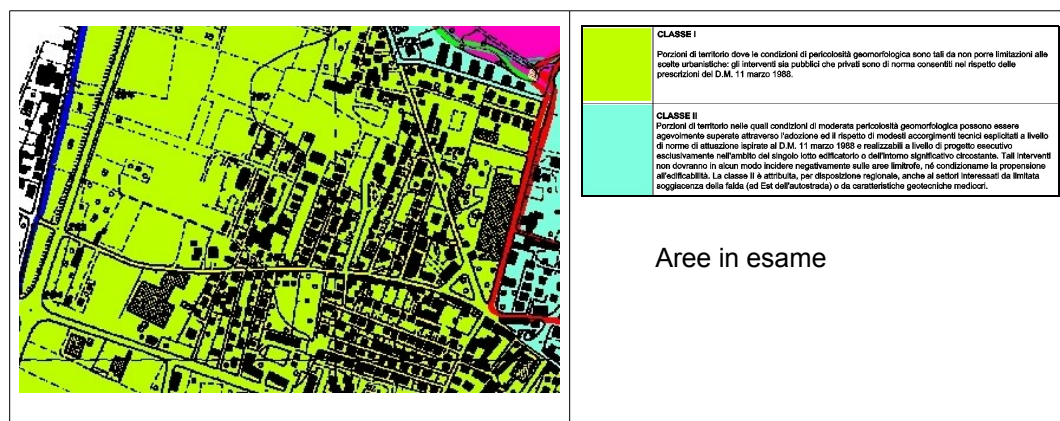 CLASSE I
Porzioni di territorio dove le condizioni di pericolosità geomorfologica sono tali da non porre limitazioni alle
scelte urbanistiche: gli interventi sia pubblici che privati sono di norma consentiti nel rispetto delle
prescrizioni del D.M. 11 marzo 1988.
CLASSE II
Porzioni di territorio nelle quali condizioni di moderata pericolosità geomorfologica possono essere
agevolmente superate attraverso l'adozione ed il rispetto di modesti accorgimenti tecnici esplicitati a livello
di norme di attuazione ispirate al D.M. 11 marzo 1988 e realizzabili a livello di progetto esecutivo
esclusivamente nell'ambito del singolo lotto edificatorio o dell'intorno significativo circostante. Tali interventi
non dovranno in alcun modo incidere negativamente sulle aree limitrofe, né condizionarne la propensione
all'edificabilità. La classe II è attribuita, per disposizione regionale, anche ai settori interessati da limitata
soggiacenza della falda (ad Est dell'autostrada) o da caratteristiche geotecniche mediocri.
Aree in esame